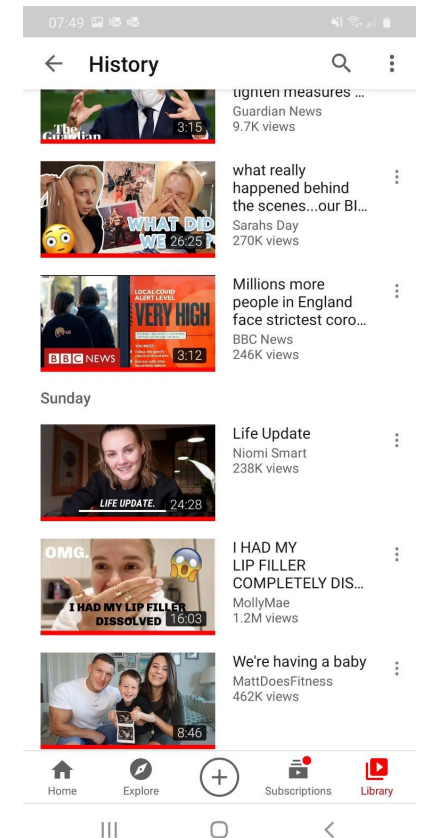 07:49
History
tighten measures ...
Guardian News
9.7K views
The
Guardian
3:15
what really
happened behind
the scenes...our BI...
Sarahs Day
270K views
WHAT DID
WE
?
26:25
Millions more
people in England
face strictest coro...
BBC News
246K views
LOCAL COVID
ALERT LEVEL
VERY HIGH
BBC NEWS
3:12
Sunday
Life Update
Niomi Smart
238K views
LIFE UPDATE.
24:28
I HAD MY
LIP FILLER
COMPLETELY DIS...
MollyMae
1.2M views
OMG.
I HAD MY LIP FILLER
DISSOLVED
16:03
We're having a baby
MattDoesFitness
462K views
8:46
Home
Explore
Subscriptions
Library